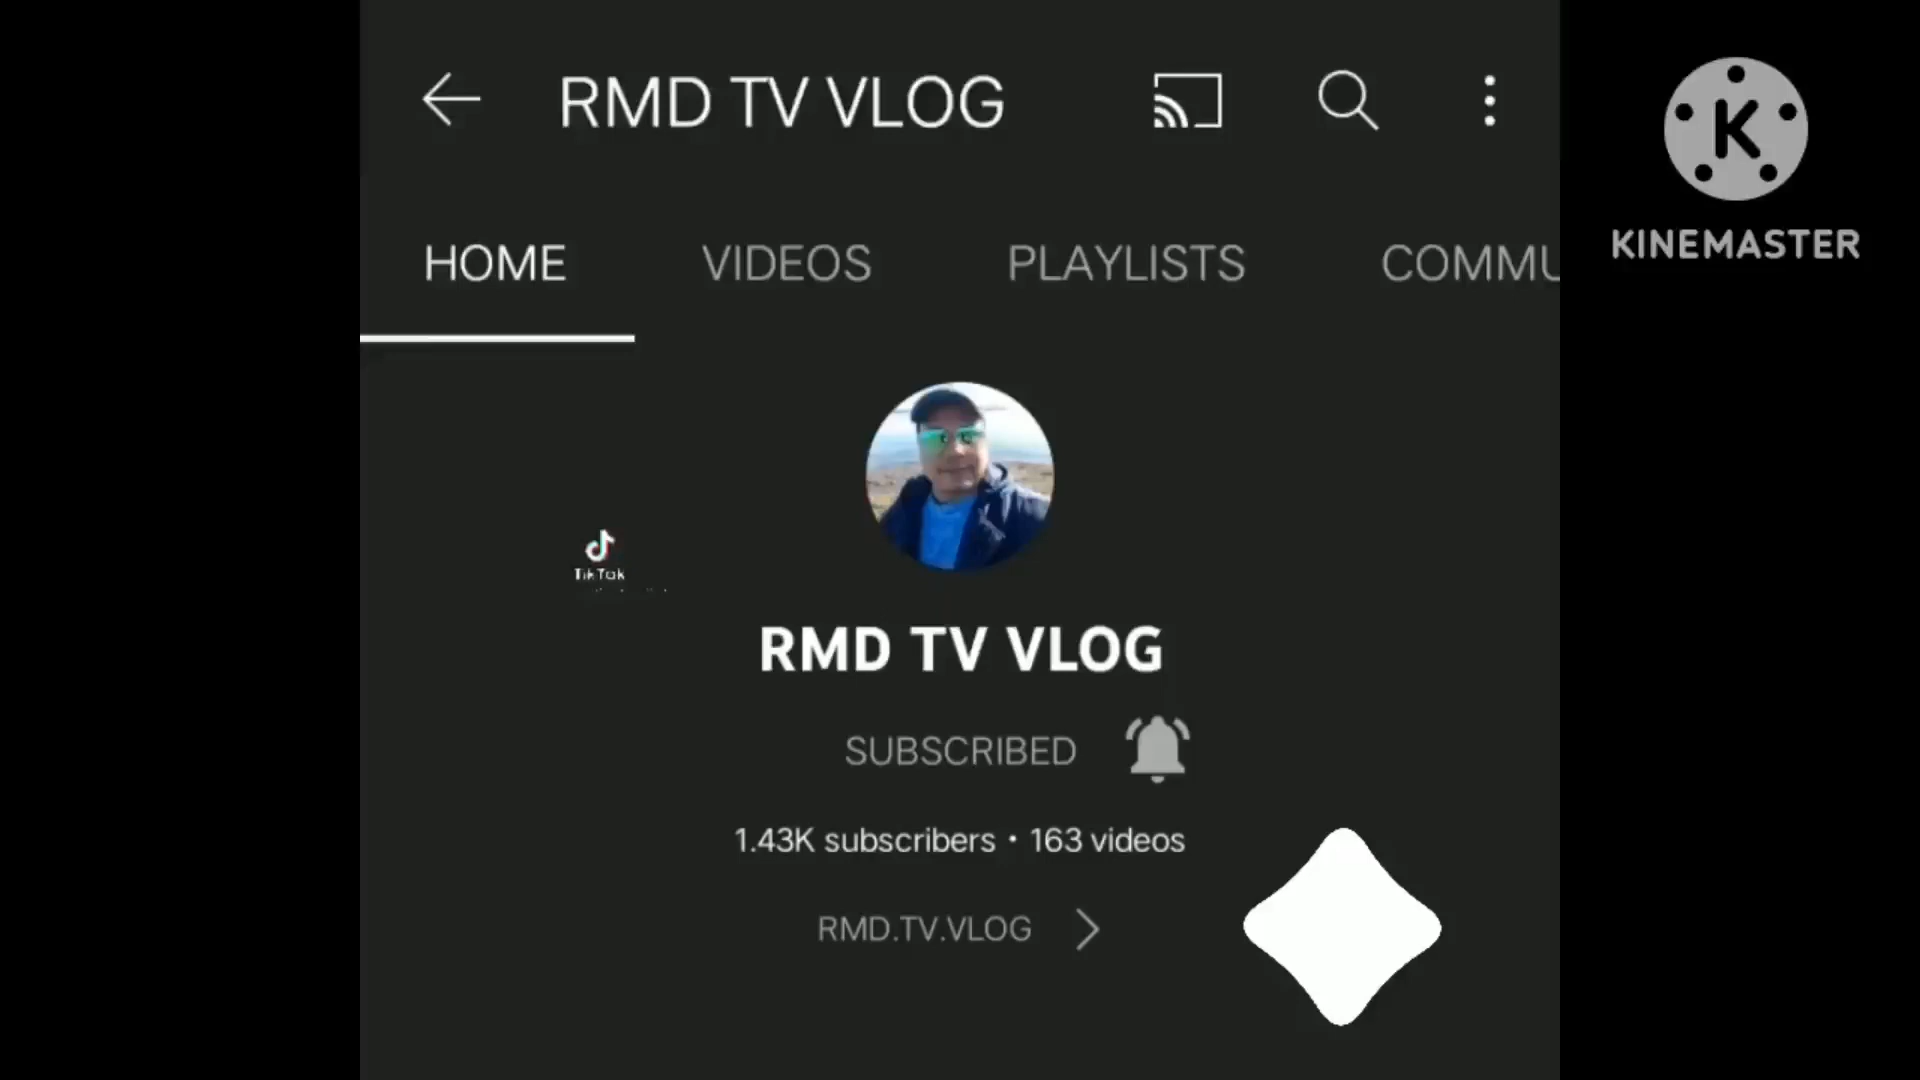 RMD TV VLOG
K
KINEMASTER
HOME VIDEOS PLAYLISTS COMMU
TikTok
RMD TV VLOG
SUBSCRIBED
1.43K subscribers • 163 videos
RMD.TV.VLOG